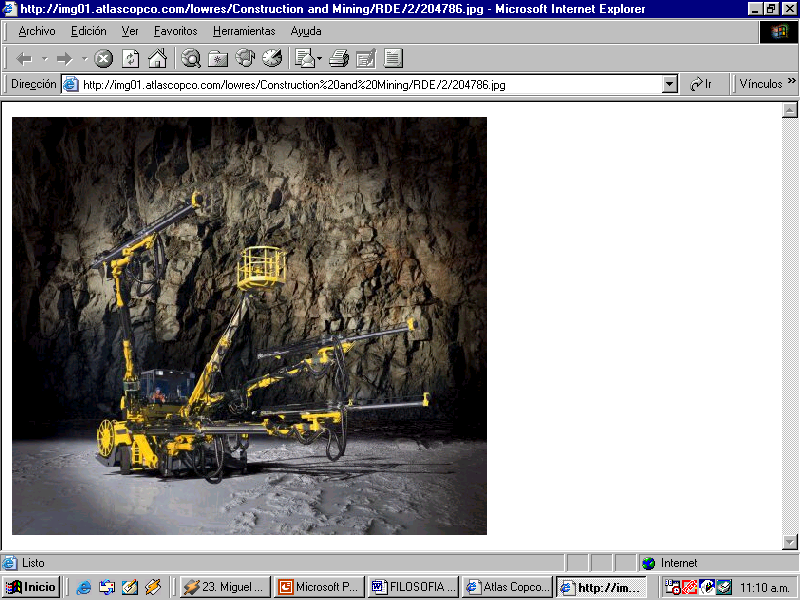 http://img01.atlascopco.com/lowres/Construction and Mining/RDE/2/204786.jpg - Microsoft Internet Explorer
Archivo Edición Ver Favoritos Herramientas Ayuda
Dirección http://img01.atlascopco.com/lowres/Construction%20and%20Mining/RDE/2/204786.jpg Ir Vínculos »
Listo Internet
Inicio 23. Miguel ... Microsoft P... FILOSOFIA ... Atlas Copco... http://im... 11:10 a.m.